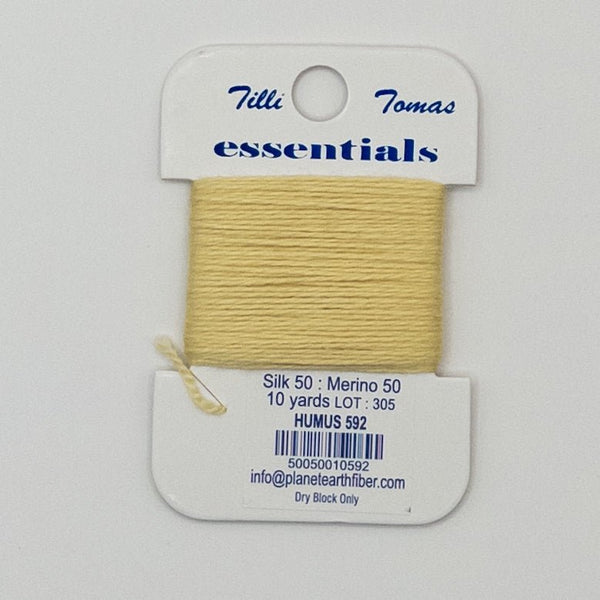 Tilli Tomas
essentials
Silk 50 : Merino 50
10 yards LOT : 305
HUMUS 592
50050010592
info@planetearthfiber.com
Dry Block Only